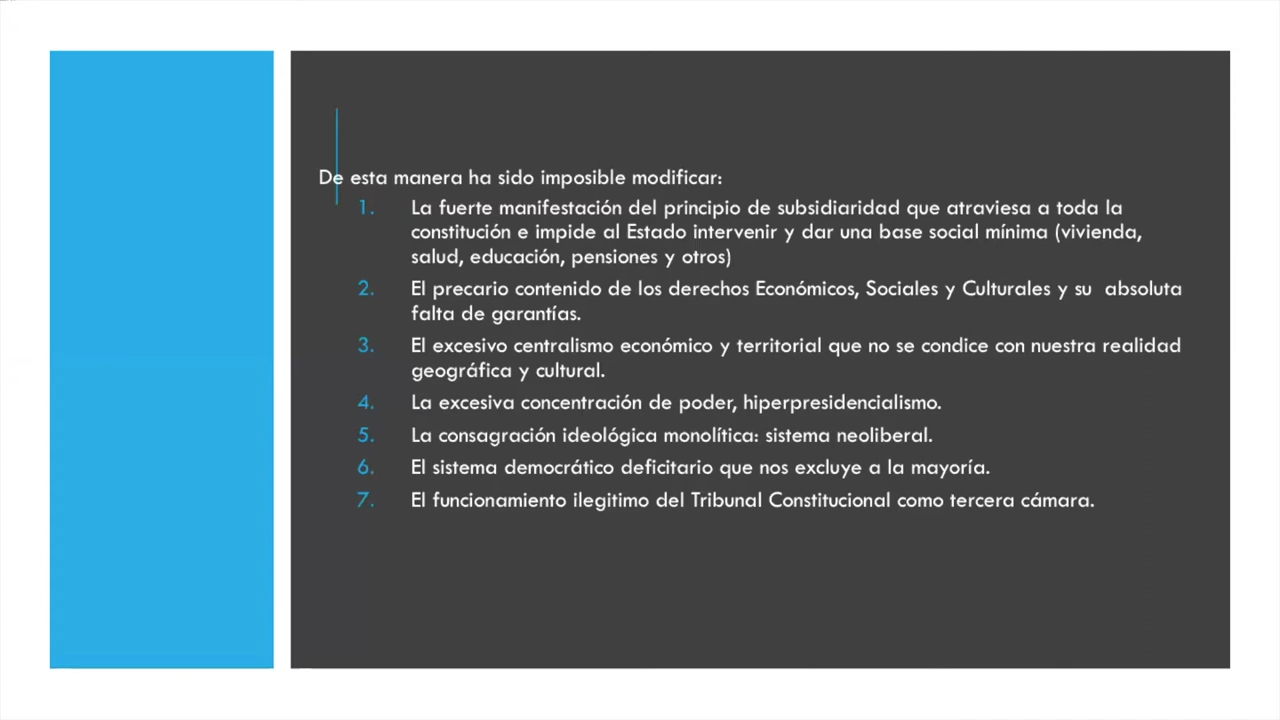 De esta manera ha sido imposible modificar:
1. La fuerte manifestación del principio de subsidiaridad que atraviesa a toda la
constitución e impide al Estado intervenir y dar una base social mínima (vivienda,
salud, educación, pensiones y otros)
2. El precario contenido de los derechos Económicos, Sociales y Culturales y su  absoluta
falta de garantías.
3. El excesivo centralismo económico y territorial que no se condice con nuestra realidad
geográfica y cultural.
4. La excesiva concentración de poder, hiperpresidencialismo.
5. La consagración ideológica monolítica: sistema neoliberal.
6. El sistema democrático deficitario que nos excluye a la mayoría.
7. El funcionamiento ilegitimo del Tribunal Constitucional como tercera cámara.